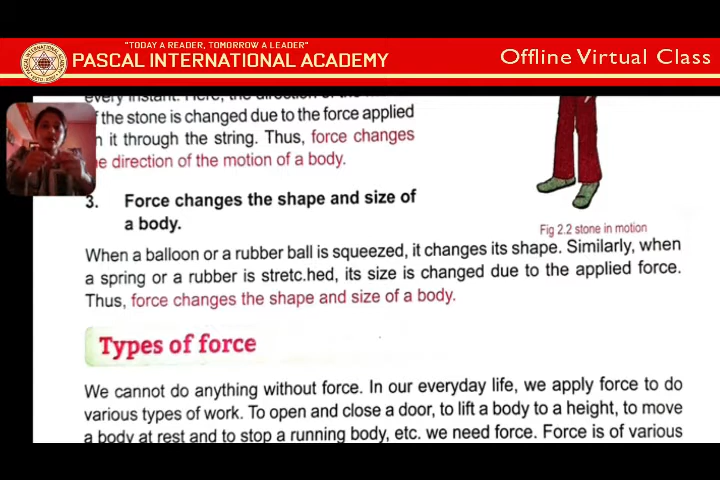 "TODAY A READER, TOMORROW A LEADER"
PASCAL INTERNATIONAL ACADEMY
Offline Virtual Class
every instant. Here, the direction of the
f the stone is changed due to the force applied
n it through the string. Thus, force changes
e direction of the motion of a body.
3. Force changes the shape and size of
a body.
Fig 2.2 stone in motion
When a balloon or a rubber ball is squeezed, it changes its shape. Similarly, when
a spring or a rubber is stretc.hed, its size is changed due to the applied force.
Thus, force changes the shape and size of a body.
Types of force
We cannot do anything without force. In our everyday life, we apply force to do
various types of work. To open and close a door, to lift a body to a height, to move
a body at rest and to stop a running body, etc. we need force. Force is of various